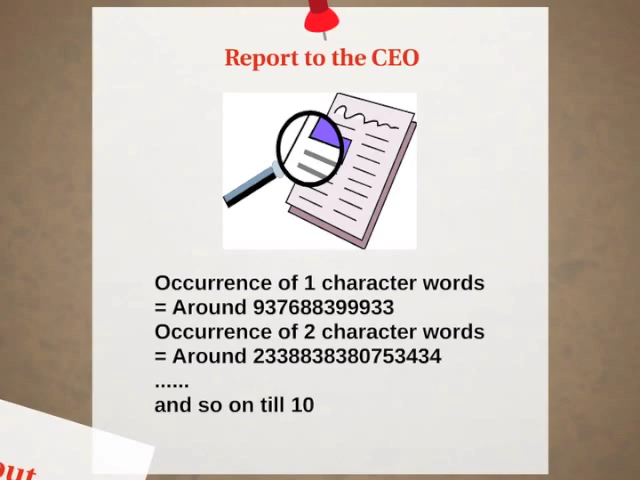 Report to the CEO
Occurrence of 1 character words
= Around 937688399933
Occurrence of 2 character words
= Around 2338838380753434
......
and so on till 10